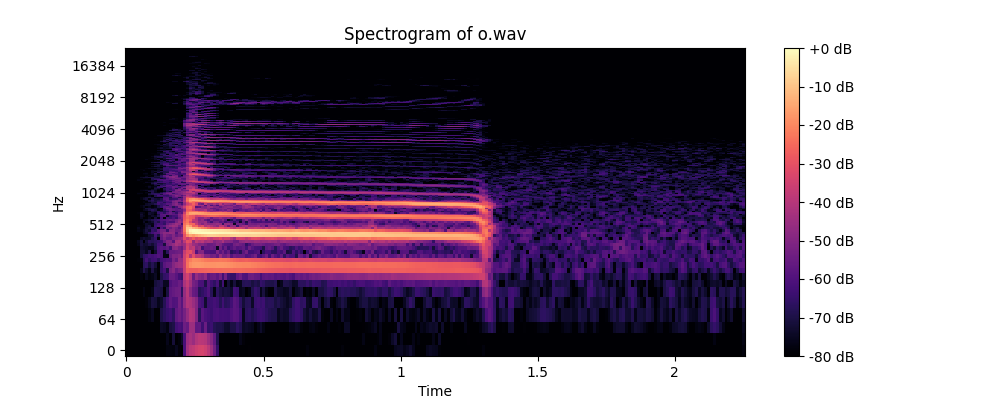 Spectrogram of o.wav
Hz
16384
8192
4096
2048
1024
512
256
128
64
0
0 0.5 1 1.5 2
Time
+0 dB
-10 dB
-20 dB
-30 dB
-40 dB
-50 dB
-60 dB
-70 dB
-80 dB